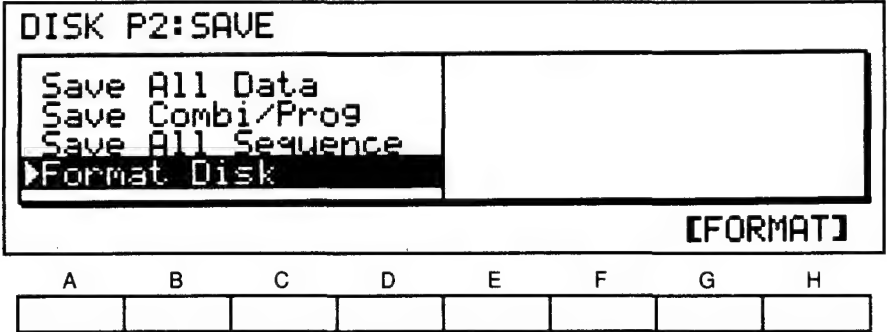 DISK P2:SAVE
Save All Data
Save Combi/Prog
Save All Sequence
▶Format Disk
[FORMAT]
A B C D E F G H